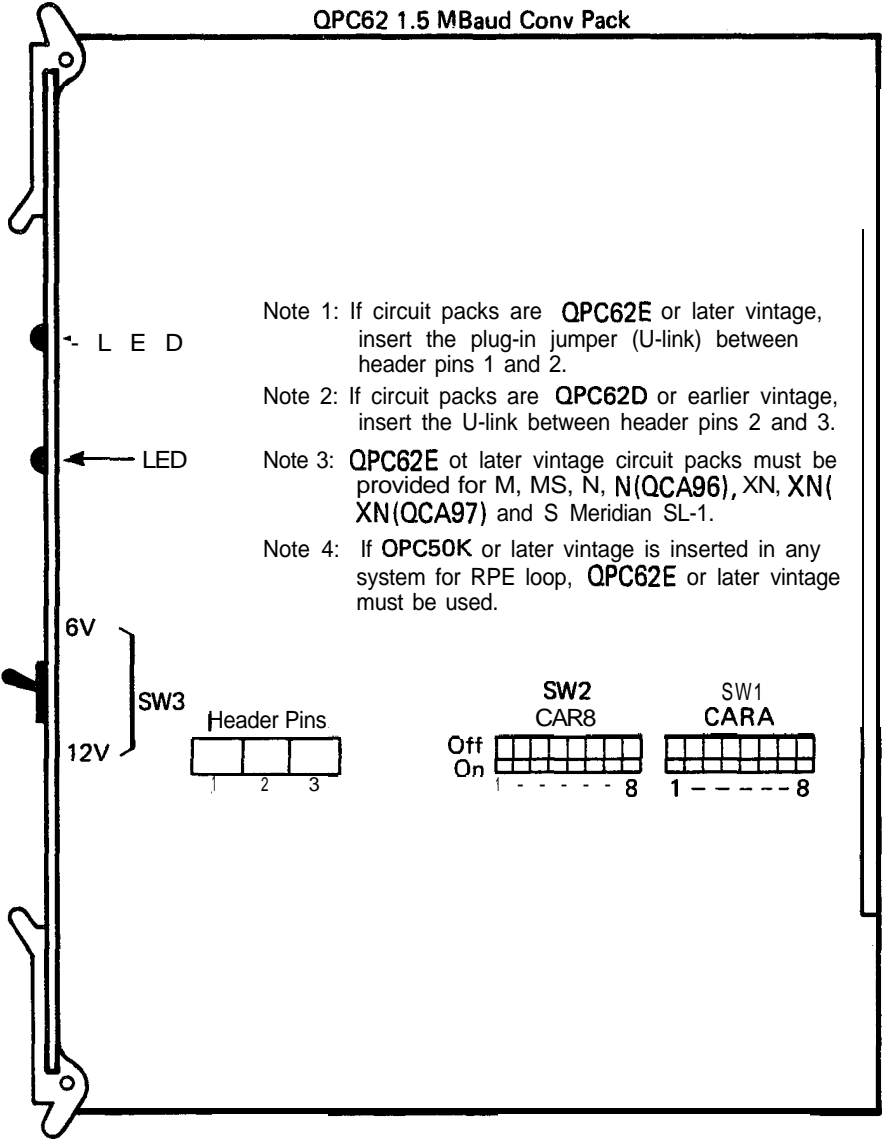 QPC62 1.5 MBaud Conv Pack
Note 1: If circuit packs are QPC62E or later vintage,
insert the plug-in jumper (U-link) between
header pins 1 and 2.
- L E D
Note 2: If circuit packs are QPC62D or earlier vintage,
insert the U-link between header pins 2 and 3.
LED
Note 3: QPC62E ot later vintage circuit packs must be
provided for M, MS, N, N(QCA96), XN, XN(
XN(QCA97) and S Meridian SL-1.
Note 4: If OPC50K or later vintage is inserted in any
system for RPE loop, QPC62E or later vintage
must be used.
6V
SW3
12V
Header Pins
1 2 3
SW2
CAR8
Off
On
1 - - - - - 8
SW1
CARA
1 - - - - - 8